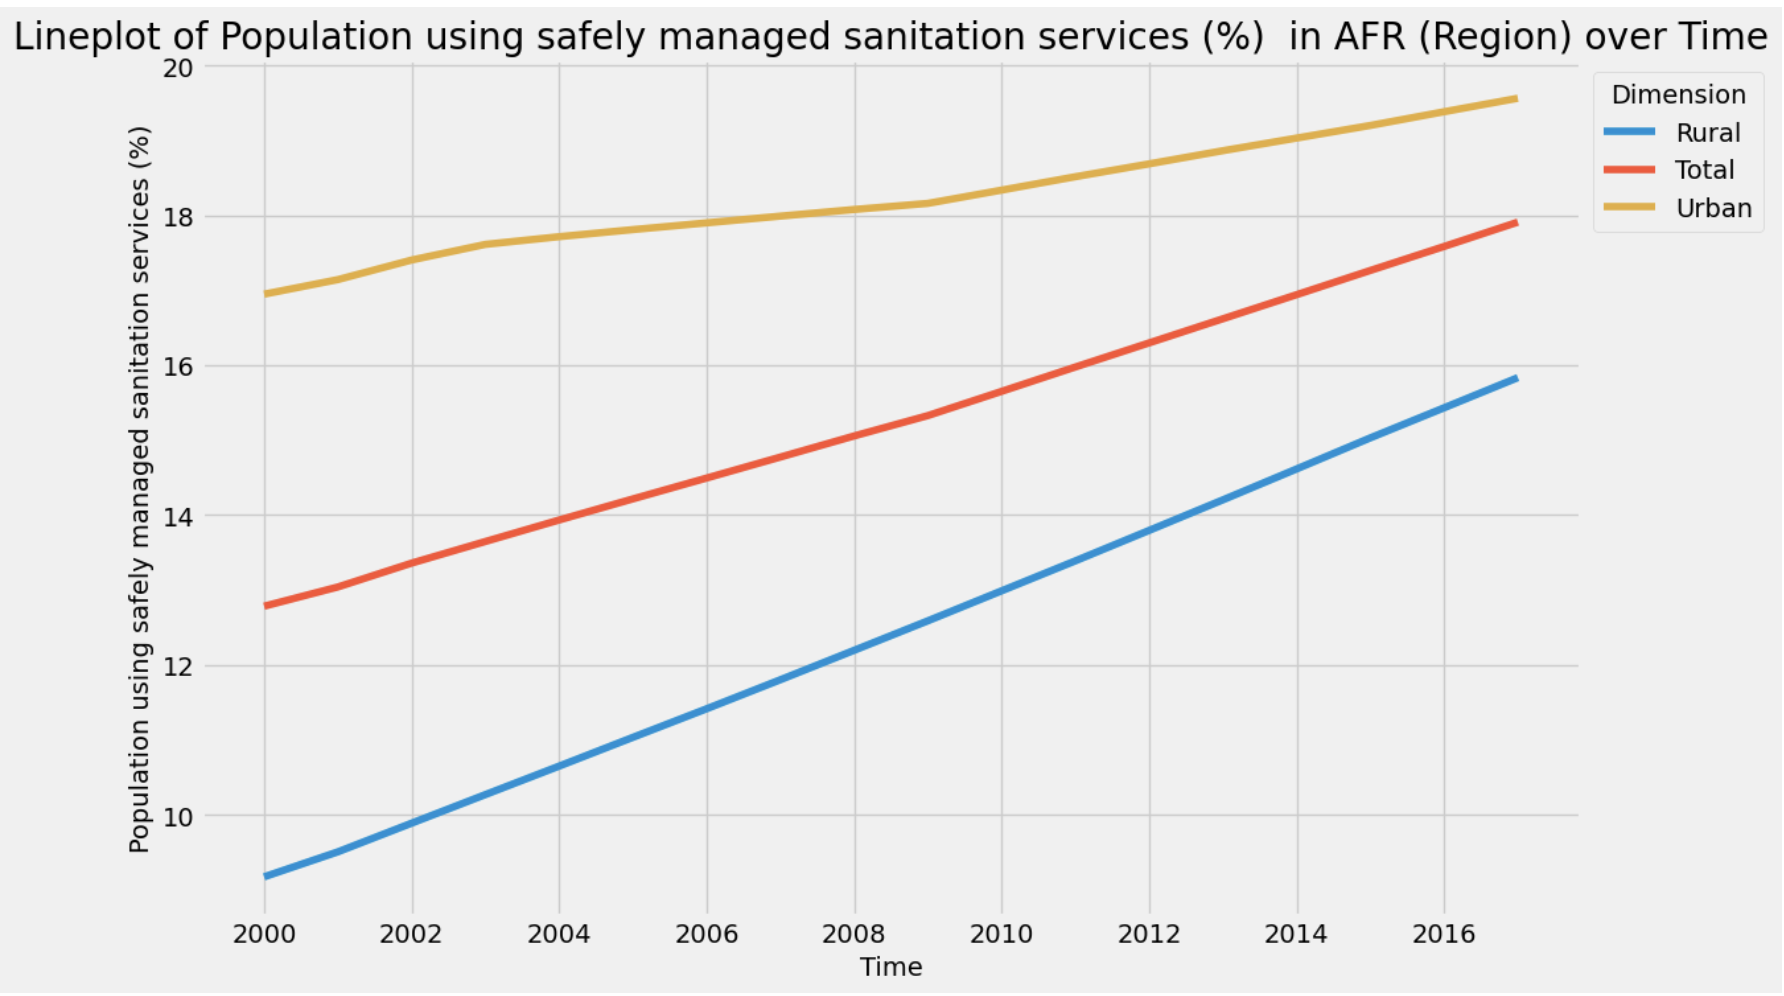 Lineplot of Population using safely managed sanitation services (%)  in AFR (Region) over Time
Population using safely managed sanitation services (%)
20
18
16
14
12
10
2000 2002 2004 2006 2008 2010 2012 2014 2016
Time
Dimension
Rural
Total
Urban